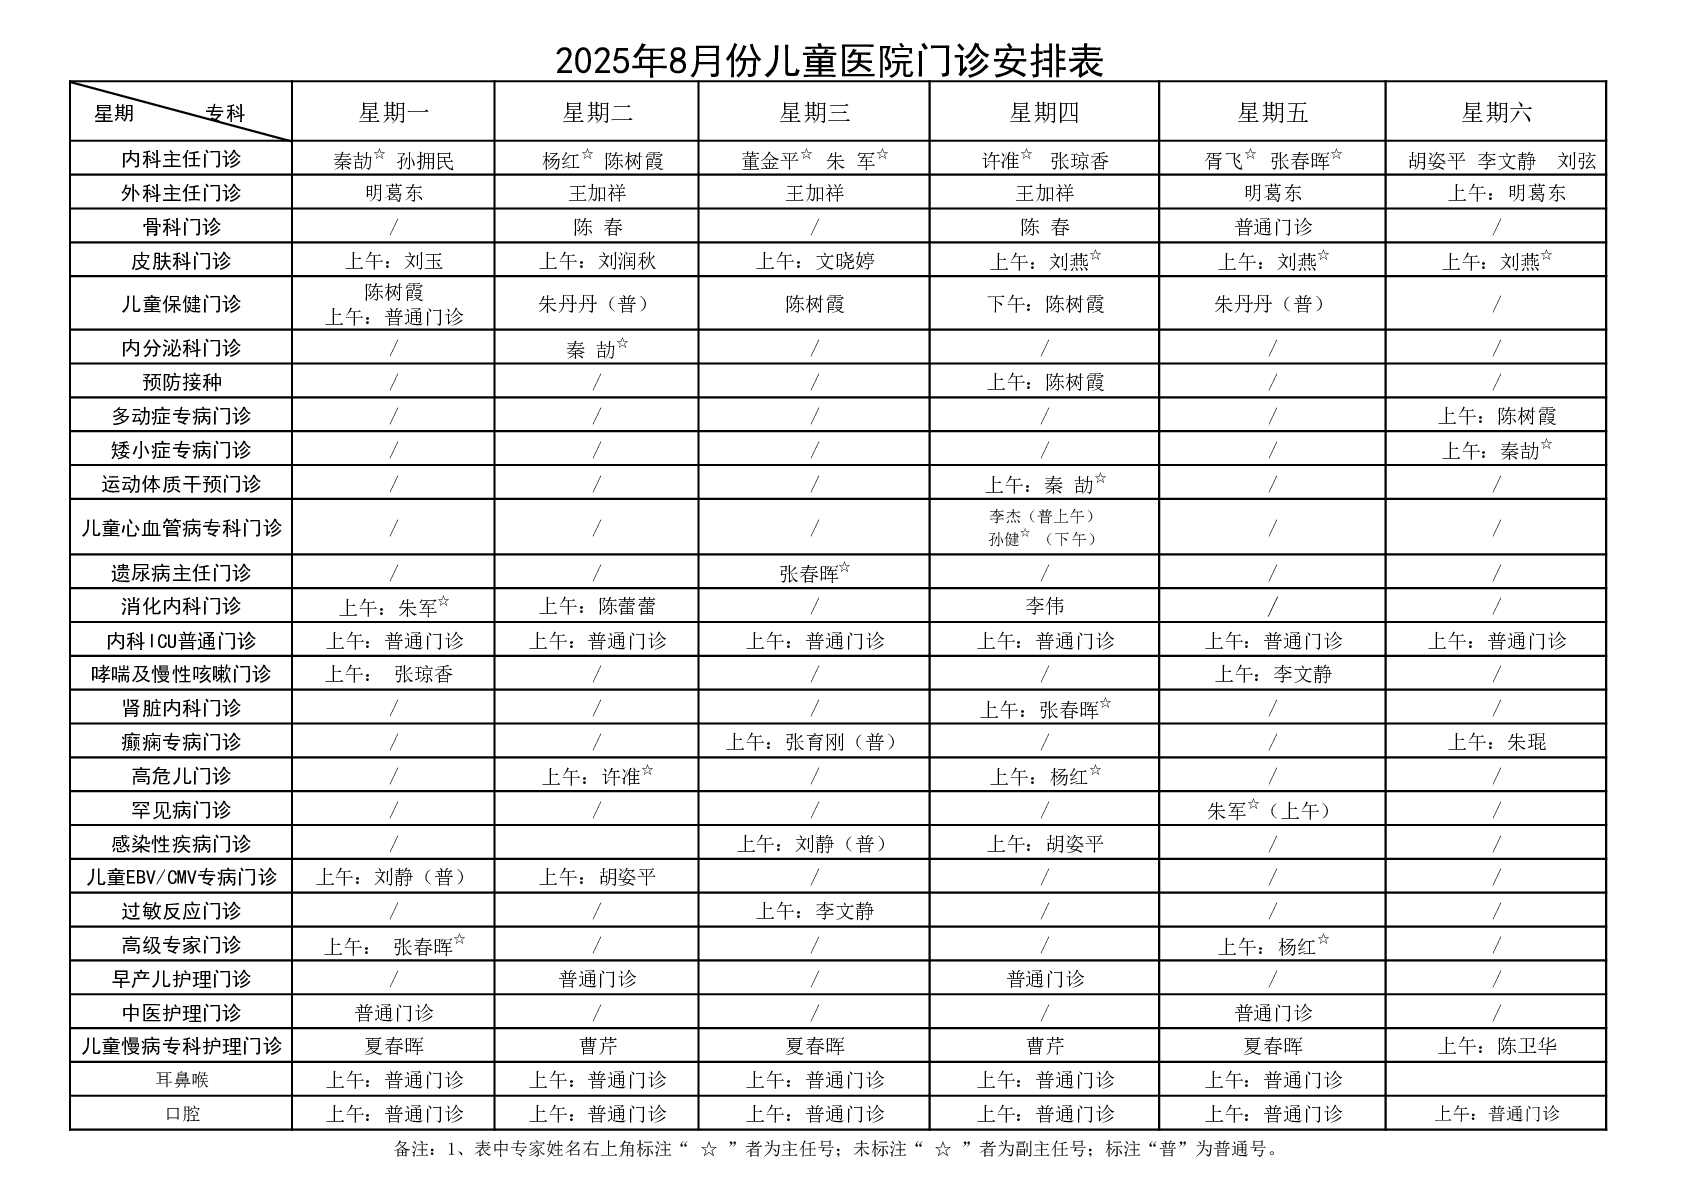 2025年8月份儿童医院门诊安排表
星期 专科 星期一 星期二 星期三 星期四 星期五 星期六
内科主任门诊 秦劼☆ 孙拥民 杨红☆ 陈树霞 董金平☆ 朱 军☆ 许准☆ 张琼香 胥飞☆ 张春晖☆ 胡姿平 李文静 刘弦
外科主任门诊 明葛东 王加祥 王加祥 王加祥 明葛东 上午：明葛东
骨科门诊 / 陈 春 / 陈 春 普通门诊 /
皮肤科门诊 上午：刘玉 上午：刘润秋 上午：文晓婷 上午：刘燕☆ 上午：刘燕☆ 上午：刘燕☆
儿童保健门诊 陈树霞
上午：普通门诊 朱丹丹（普） 陈树霞 下午：陈树霞 朱丹丹（普） /
内分泌科门诊 / 秦 劼☆ / / / /
预防接种 / / / 上午：陈树霞 / /
多动症专病门诊 / / / / / 上午：陈树霞
矮小症专病门诊 / / / / / 上午：秦劼☆
运动体质干预门诊 / / / 上午：秦 劼☆ / /
儿童心血管病专科门诊 / / / 李杰（普上午）
孙健☆ （下午） / /
遗尿病主任门诊 / / 张春晖☆ / / /
消化内科门诊 上午：朱军☆ 上午：陈蕾蕾 / 李伟 / /
内科ICU普通门诊 上午：普通门诊 上午：普通门诊 上午：普通门诊 上午：普通门诊 上午：普通门诊 上午：普通门诊
哮喘及慢性咳嗽门诊 上午： 张琼香 / / / 上午：李文静 /
肾脏内科门诊 / / / 上午：张春晖☆ / /
癫痫专病门诊 / / 上午：张育刚（普） / / 上午：朱琨
高危儿门诊 / 上午：许准☆ / 上午：杨红☆ / /
罕见病门诊 / / / / 朱军☆（上午） /
感染性疾病门诊 / 上午：刘静（普） 上午：胡姿平 / /
儿童EBV/CMV专病门诊 上午：刘静（普） 上午：胡姿平 / / / /
过敏反应门诊 / / 上午：李文静 / / /
高级专家门诊 上午： 张春晖☆ / / / 上午：杨红☆ /
早产儿护理门诊 / 普通门诊 / 普通门诊 / /
中医护理门诊 普通门诊 / / / 普通门诊 /
儿童慢病专科护理门诊 夏春晖 曹芹 夏春晖 曹芹 夏春晖 上午：陈卫华
耳鼻喉 上午：普通门诊 上午：普通门诊 上午：普通门诊 上午：普通门诊 上午：普通门诊
口腔 上午：普通门诊 上午：普通门诊 上午：普通门诊 上午：普通门诊 上午：普通门诊 上午：普通门诊
备注：1、表中专家姓名右上角标注“ ☆ ”者为主任号；未标注“ ☆ ”者为副主任号；标注“普”为普通号。